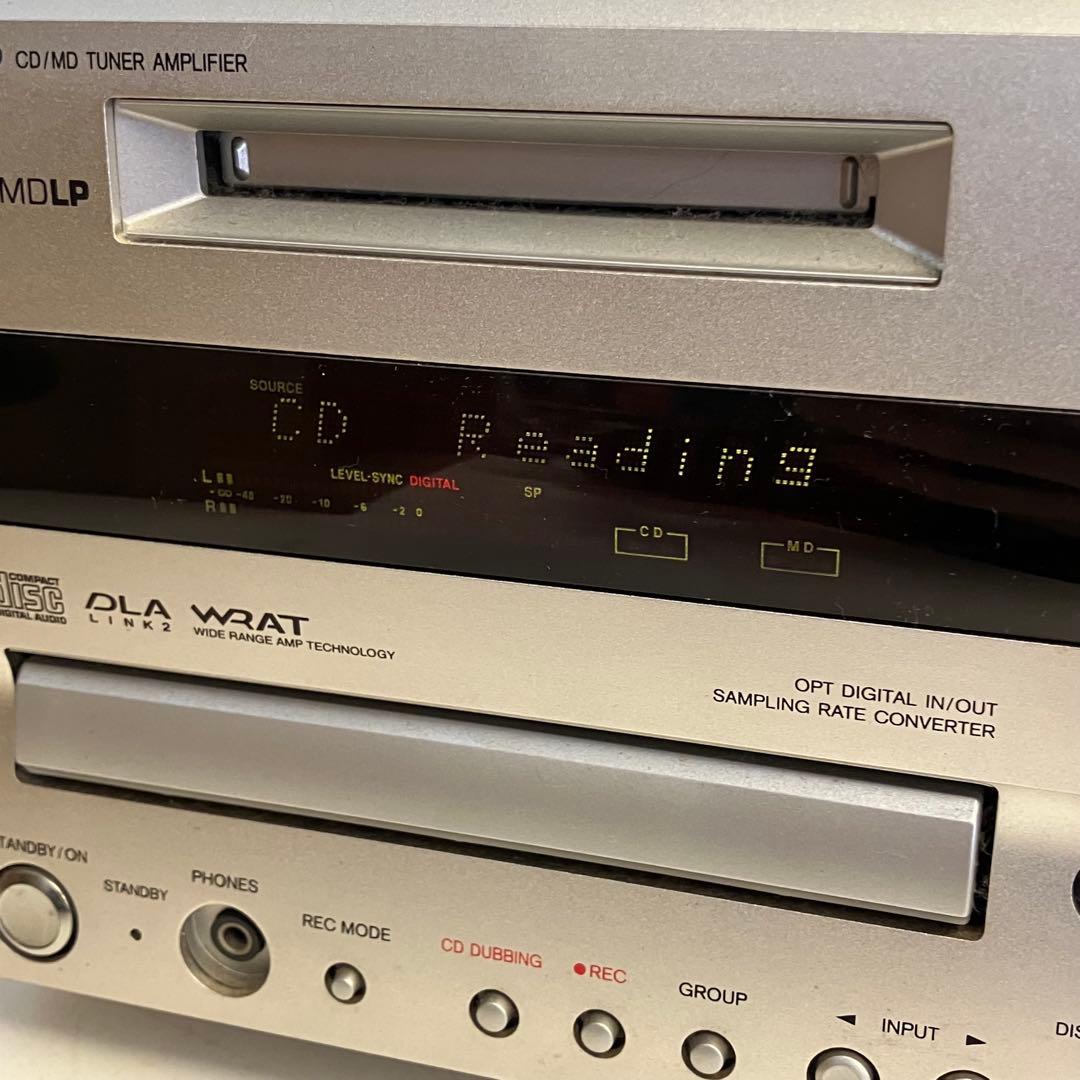 CD/MD TUNER AMPLIFIER
MDLP
SOURCE
CD Reading
L
LEVEL-SYNC DIGITAL
-∞ -40 -20 -10 -6 -2 0
SP
R
CD
MD
COMPACT
disc
DIGITAL AUDIO
DLA
LINK2
WRAT
WIDE RANGE AMP TECHNOLOGY
OPT DIGITAL IN/OUT
SAMPLING RATE CONVERTER
TANDBY/ON
STANDBY
PHONES
REC MODE
CD DUBBING
●REC
GROUP
◄ INPUT ►
DIS